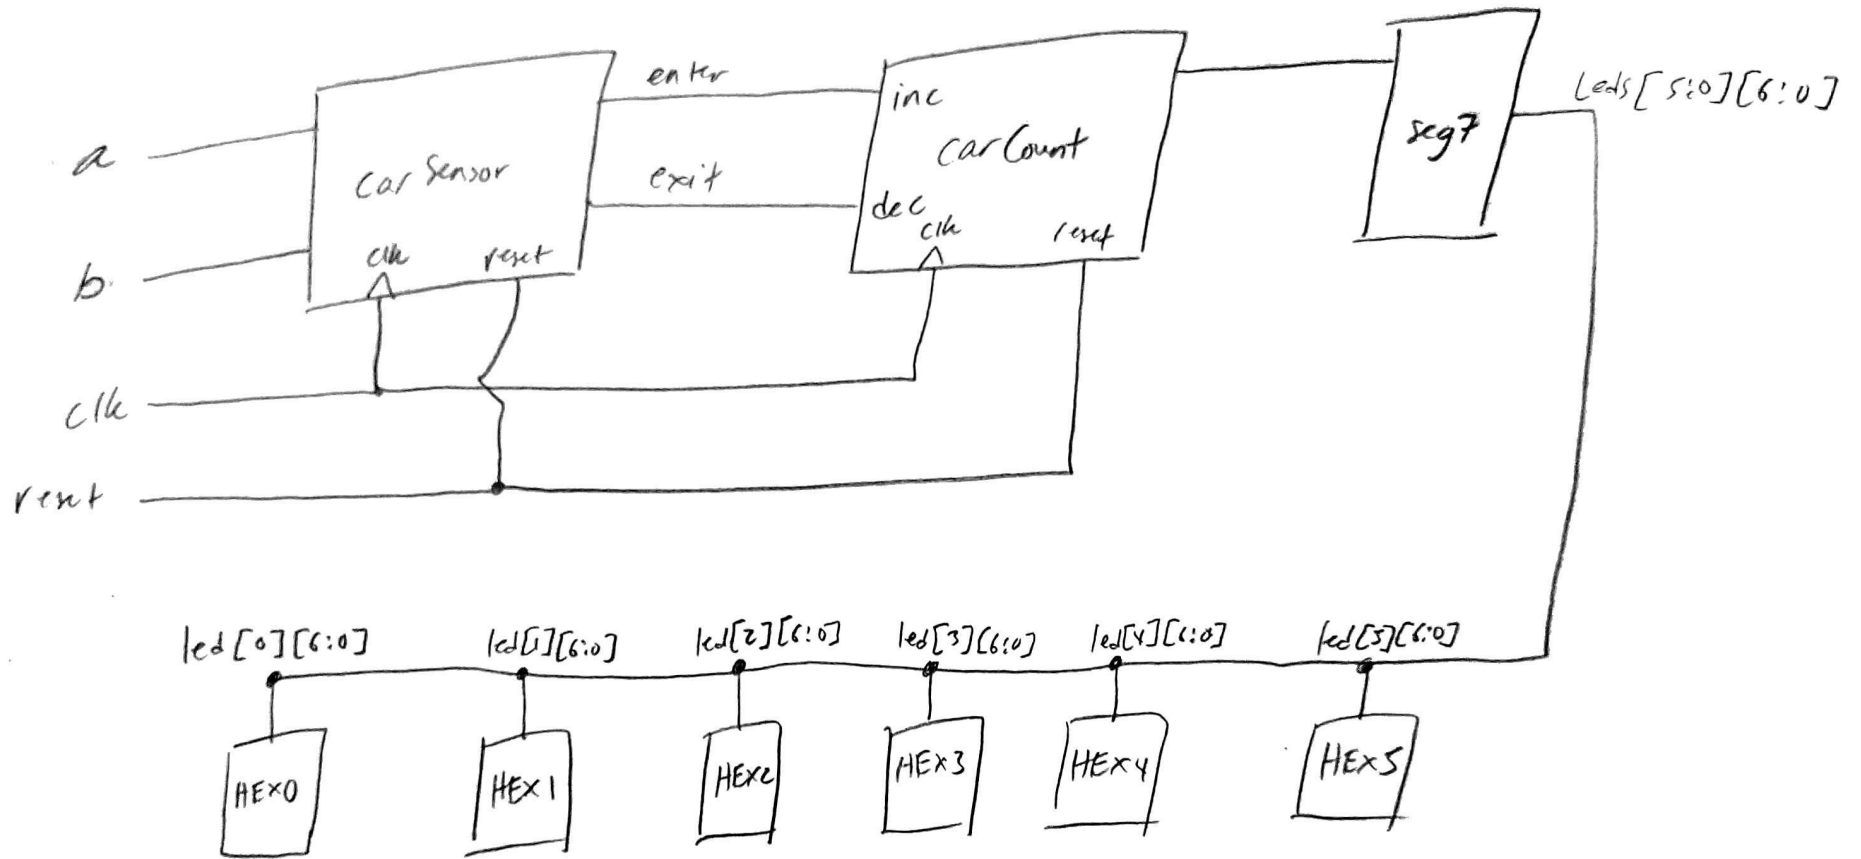 a
b
clk
reset
car Sensor
clk
reset
enter
exit
inc
dec
carCount
clk
reset
seg7
Leds[5:0][6:0]
led[0][6:0]
led[1][6:0]
led[2][6:0]
led[3][6:0]
led[4][6:0]
led[5][6:0]
HEX0
HEX1
HEX2
HEX3
HEX4
HEX5